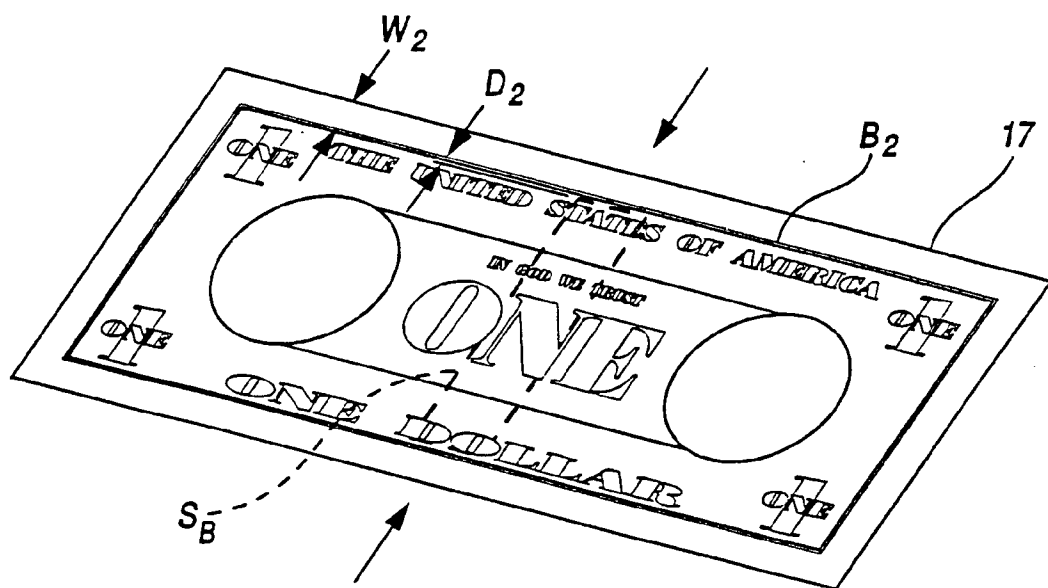 W2
D2
B2
17
ONE
THE UNITED STATES OF AMERICA
ONE
IN GOD WE TRUST
ONE
ONE
ONE DOLLAR
ONE
SB